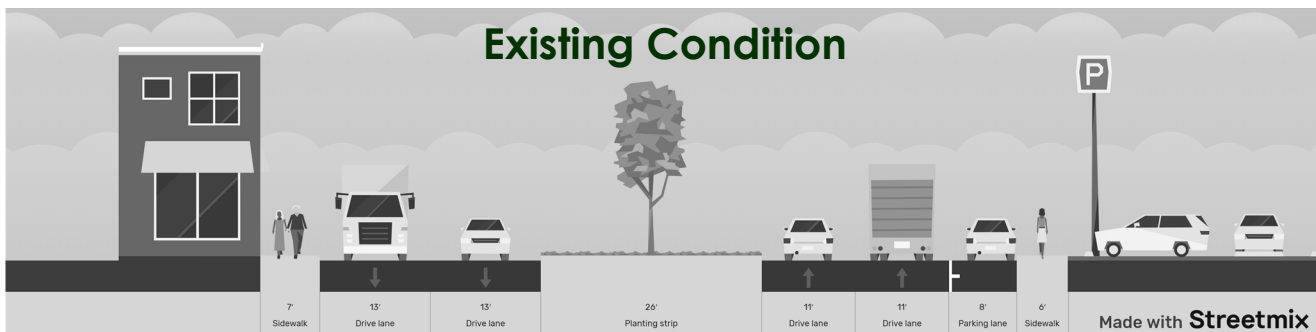 Existing Condition
P
7'
Sidewalk
13'
Drive lane
13'
Drive lane
26'
Planting strip
11'
Drive lane
11'
Drive lane
8'
Parking lane
6'
Sidewalk
Made with Streetmix